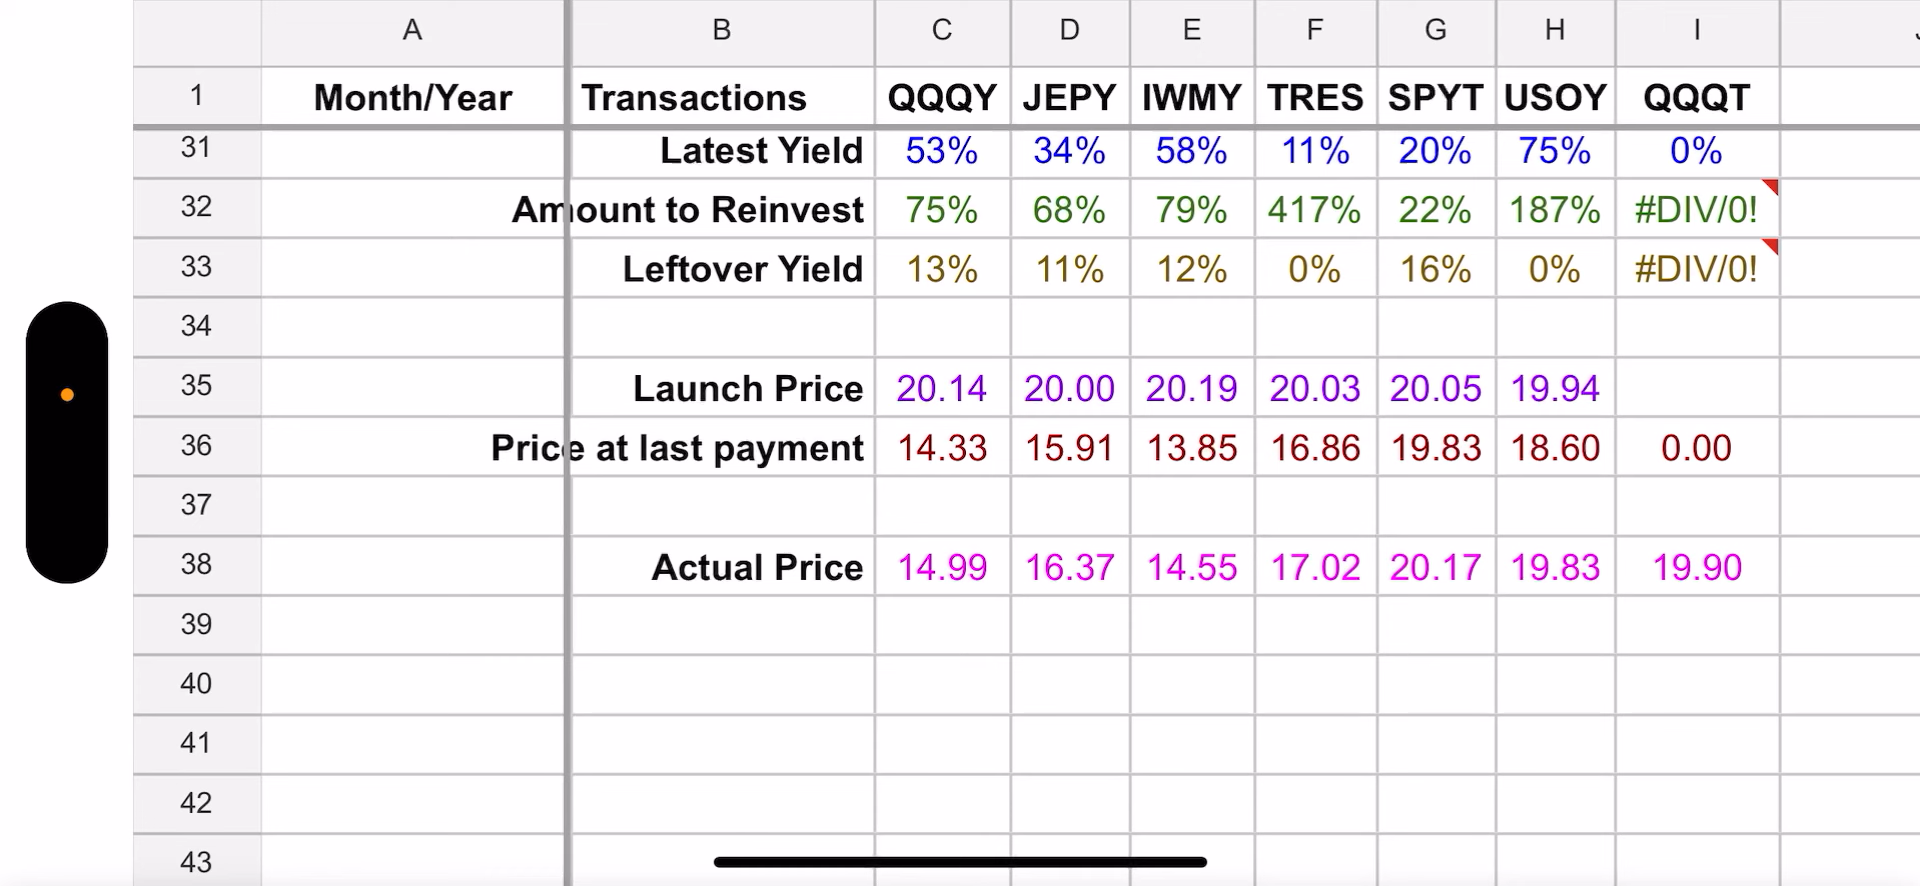 A B C D E F G H I
1 Month/Year Transactions QQQY JEPY IWMY TRES SPYT USOY QQQT
31 Latest Yield 53% 34% 58% 11% 20% 75% 0%
32 Amount to Reinvest 75% 68% 79% 417% 22% 187% #DIV/0!
33 Leftover Yield 13% 11% 12% 0% 16% 0% #DIV/0!
34
35 Launch Price 20.14 20.00 20.19 20.03 20.05 19.94
36 Price at last payment 14.33 15.91 13.85 16.86 19.83 18.60 0.00
37
38 Actual Price 14.99 16.37 14.55 17.02 20.17 19.83 19.90
39
40
41
42
43